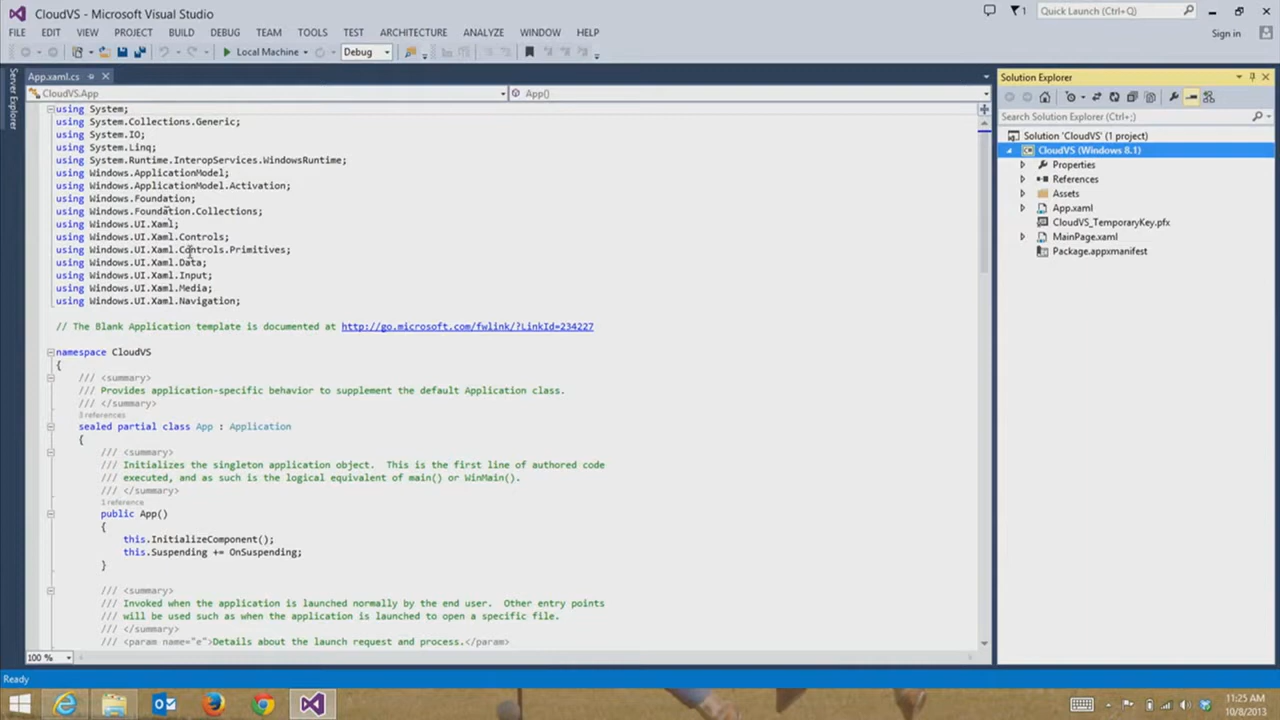 CloudVS - Microsoft Visual Studio
1
Quick Launch (Ctrl+Q)
FILE EDIT VIEW PROJECT BUILD DEBUG TEAM TOOLS TEST ARCHITECTURE ANALYZE WINDOW HELP
Sign in
Local Machine Debug
Server Explorer
App.xaml.cs
CloudVS.App
App()
using System;
using System.Collections.Generic;
using System.IO;
using System.Linq;
using System.Runtime.InteropServices.WindowsRuntime;
using Windows.ApplicationModel;
using Windows.ApplicationModel.Activation;
using Windows.Foundation;
using Windows.Foundation.Collections;
using Windows.UI.Xaml;
using Windows.UI.Xaml.Controls;
using Windows.UI.Xaml.Controls.Primitives;
using Windows.UI.Xaml.Data;
using Windows.UI.Xaml.Input;
using Windows.UI.Xaml.Media;
using Windows.UI.Xaml.Navigation;
// The Blank Application template is documented at http://go.microsoft.com/fwlink/?LinkId=234227
namespace CloudVS
{
/// <summary>
/// Provides application-specific behavior to supplement the default Application class.
/// </summary>
3 references
sealed partial class App : Application
{
/// <summary>
/// Initializes the singleton application object.  This is the first line of authored code
/// executed, and as such is the logical equivalent of main() or WinMain().
/// </summary>
1 reference
public App()
{
this.InitializeComponent();
this.Suspending += OnSuspending;
}
/// <summary>
/// Invoked when the application is launched normally by the end user.  Other entry points
/// will be used such as when the application is launched to open a specific file.
/// </summary>
/// <param name="e">Details about the launch request and process.</param>
100 %
Solution Explorer
Search Solution Explorer (Ctrl+;)
Solution 'CloudVS' (1 project)
CloudVS (Windows 8.1)
Properties
References
Assets
App.xaml
CloudVS_TemporaryKey.pfx
MainPage.xaml
Package.appxmanifest
Ready
11:25 AM
10/8/2013